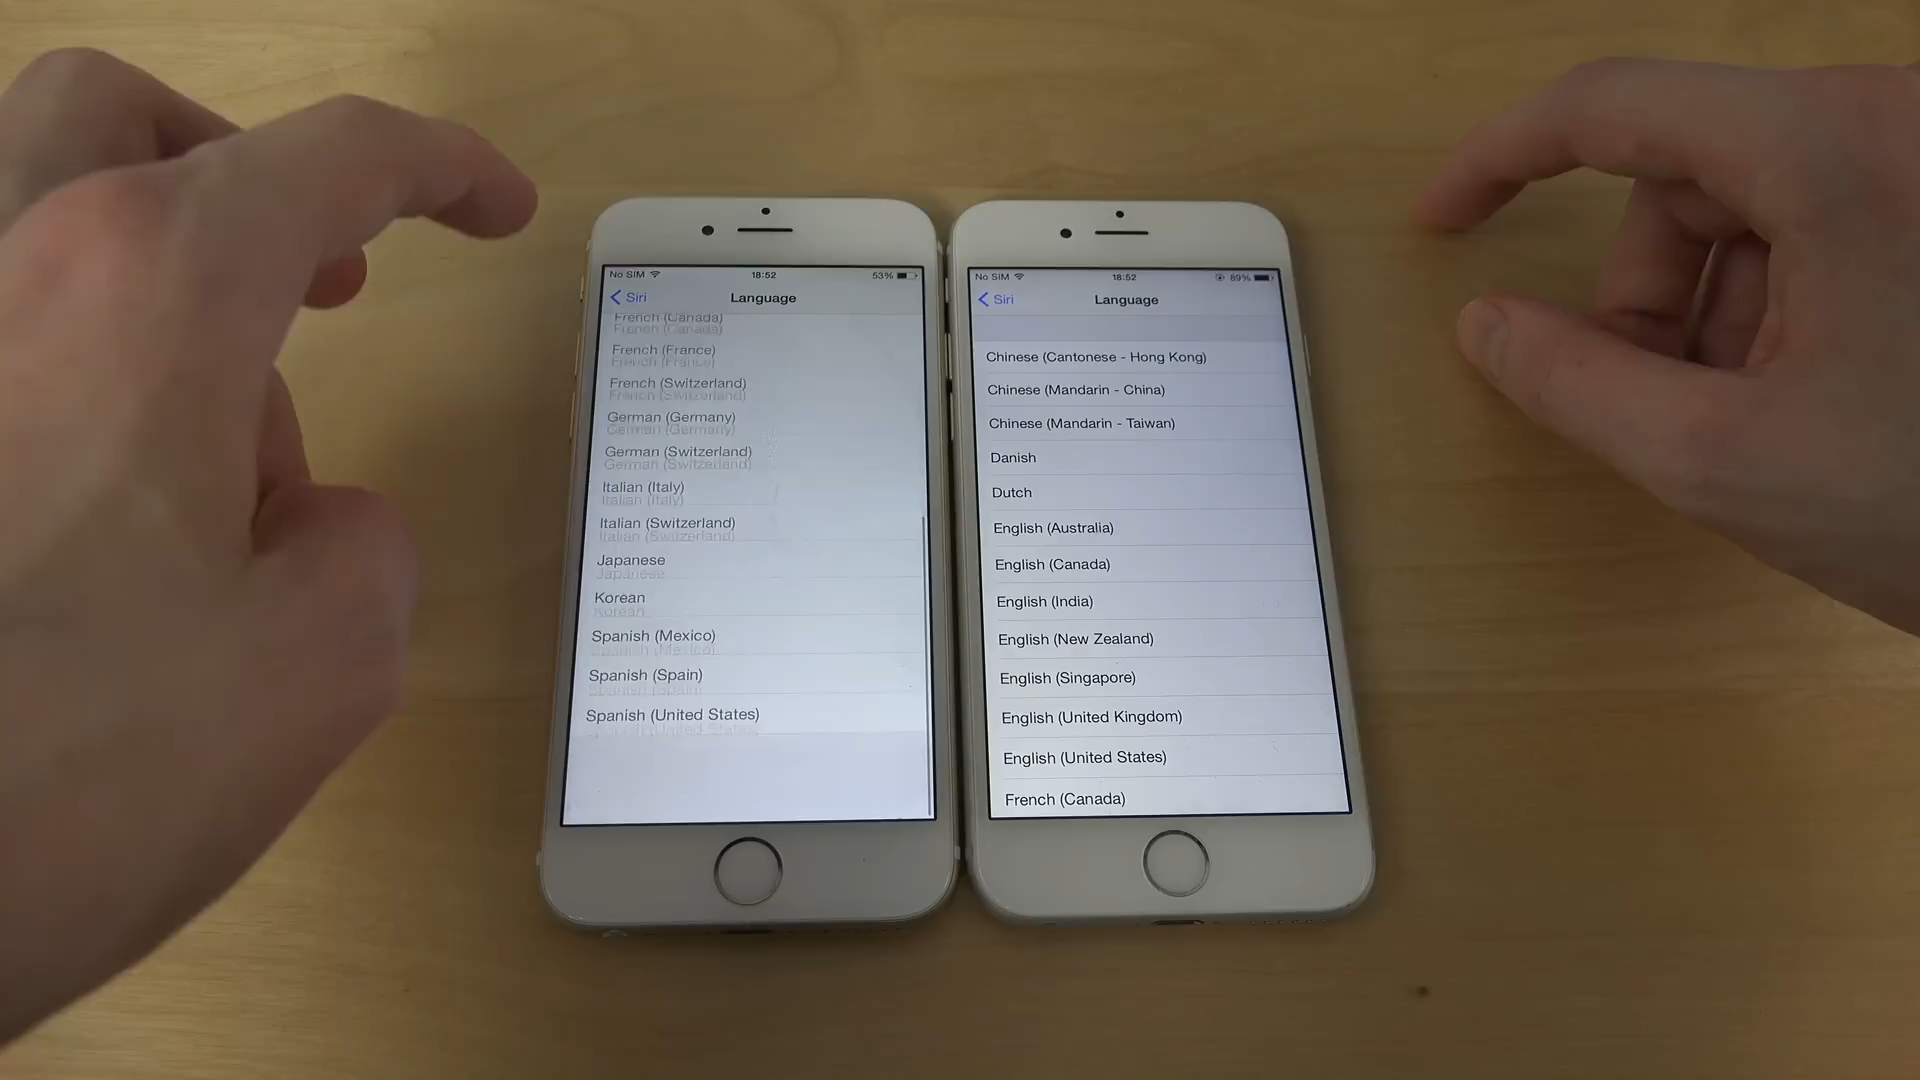 No SIM
18:52
53%
Siri
Language
French (Canada)
French (France)
French (Switzerland)
German (Germany)
German (Switzerland)
Italian (Italy)
Italian (Switzerland)
Japanese
Korean
Spanish (Mexico)
Spanish (Spain)
Spanish (United States)
No SIM
18:52
89%
Siri
Language
Chinese (Cantonese - Hong Kong)
Chinese (Mandarin - China)
Chinese (Mandarin - Taiwan)
Danish
Dutch
English (Australia)
English (Canada)
English (India)
English (New Zealand)
English (Singapore)
English (United Kingdom)
English (United States)
French (Canada)